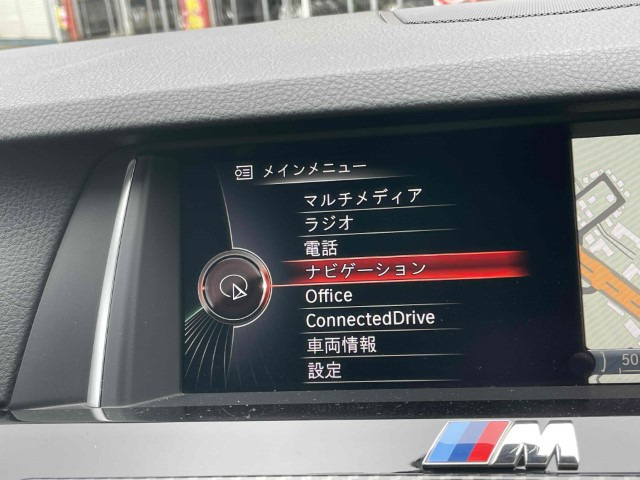 メインメニュー
マルチメディア
ラジオ
電話
ナビゲーション
Office
ConnectedDrive
車両情報
設定
50
M